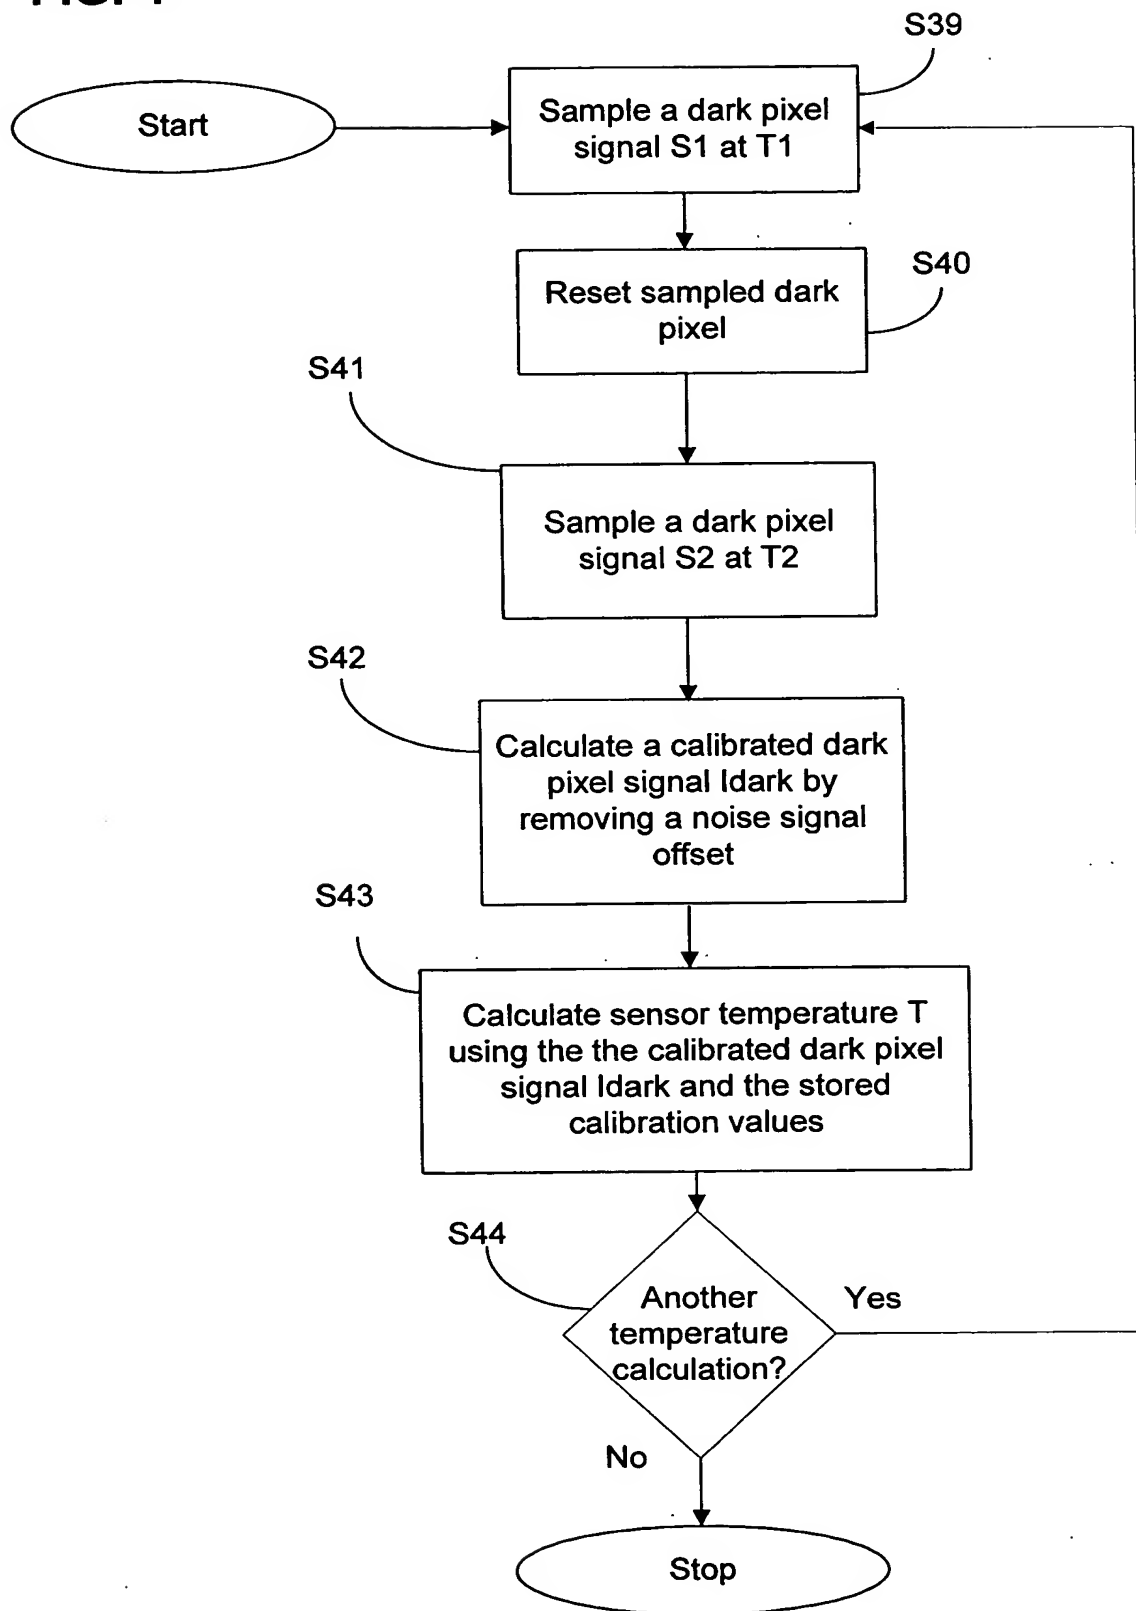 S39
Start
Sample a dark pixel
signal S1 at T1
S40
Reset sampled dark
pixel
S41
Sample a dark pixel
signal S2 at T2
S42
Calculate a calibrated dark
pixel signal Idark by
removing a noise signal
offset
S43
Calculate sensor temperature T
using the the calibrated dark pixel
signal Idark and the stored
calibration values
S44
Another
temperature
calculation?
Yes
No
Stop